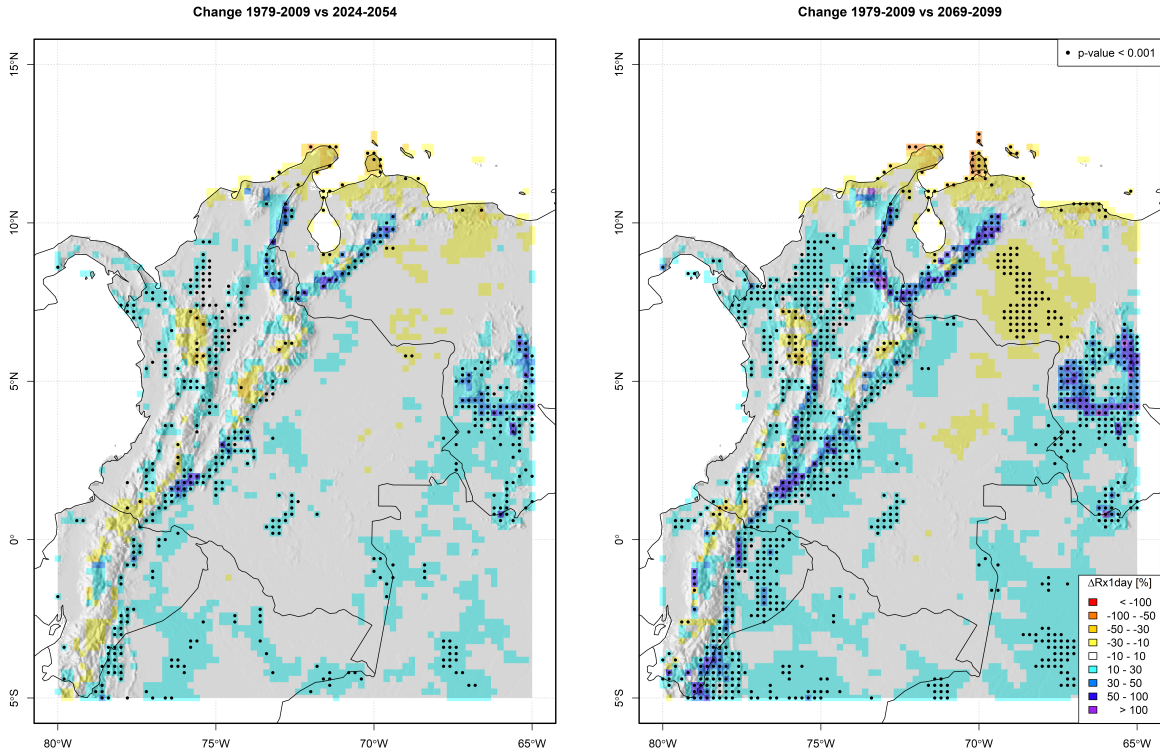 Change 1979-2009 vs 2024-2054
15°N
10°N
5°N
0°
5°S
80°W
75°W
70°W
65°W
Change 1979-2009 vs 2069-2099
p-value < 0.001
15°N
10°N
5°N
0°
5°S
ΔRx1day [%]
< -100
-100 - -50
-50 - -30
-30 - -10
-10 - 10
10 - 30
30 - 50
50 - 100
> 100
80°W
75°W
70°W
65°W